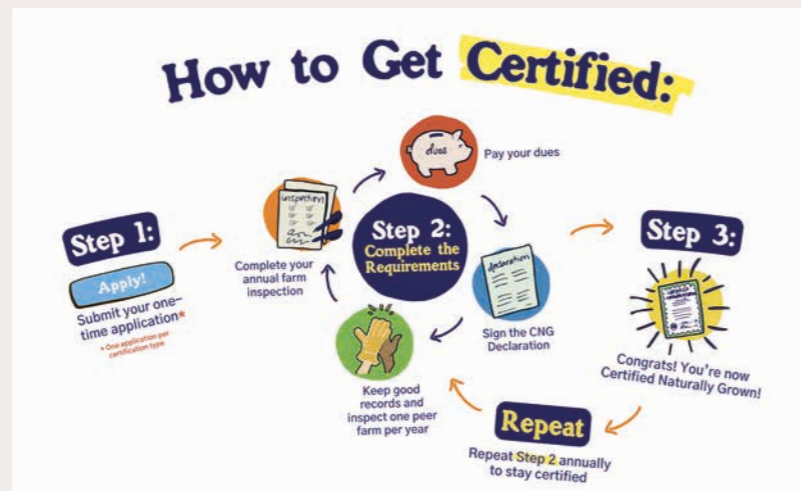 How to Get Certified:
Step 1:
Apply!
Submit your one-
time application*
* One application per
certification type
inspection
Complete your
annual farm
inspection
dues
Pay your dues
Step 2:
Complete the
Requirements
declaration
Sign the CNG
Declaration
Keep good
records and
inspect one peer
farm per year
Step 3:
Congrats! You're now
Certified Naturally Grown!
Repeat
Repeat Step 2 annually
to stay certified